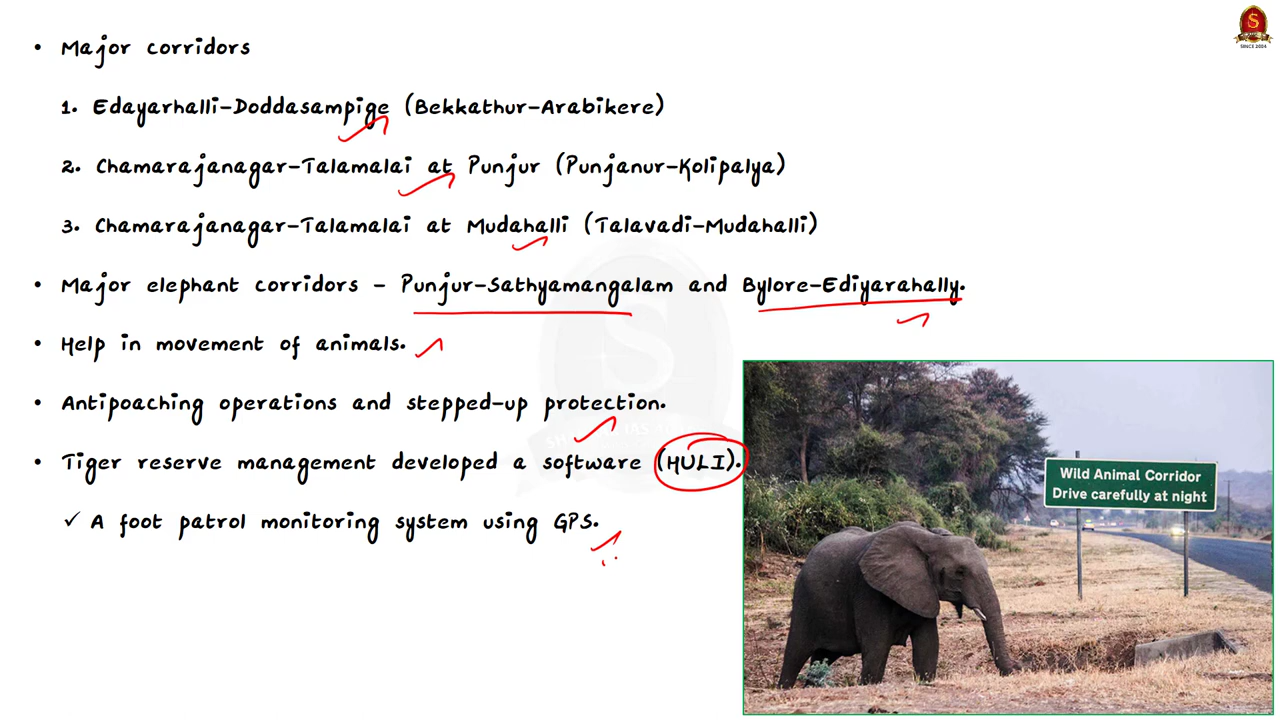 • Major corridors
1. Edayarhalli-Doddasampige (Bekkathur-Arabikere)
2. Chamarajanagar-Talamalai at Punjur (Punjanur-Kolipalya)
3. Chamarajanagar-Talamalai at Mudahalli (Talavadi-Mudahalli)
• Major elephant corridors - Punjur-Sathyamangalam and Bylore-Ediyarahally.
• Help in movement of animals.
• Antipoaching operations and stepped-up protection.
• Tiger reserve management developed a software (HULI).
✓ A foot patrol monitoring system using GPS.
Wild Animal Corridor
Drive carefully at night
S
SINCE 2004